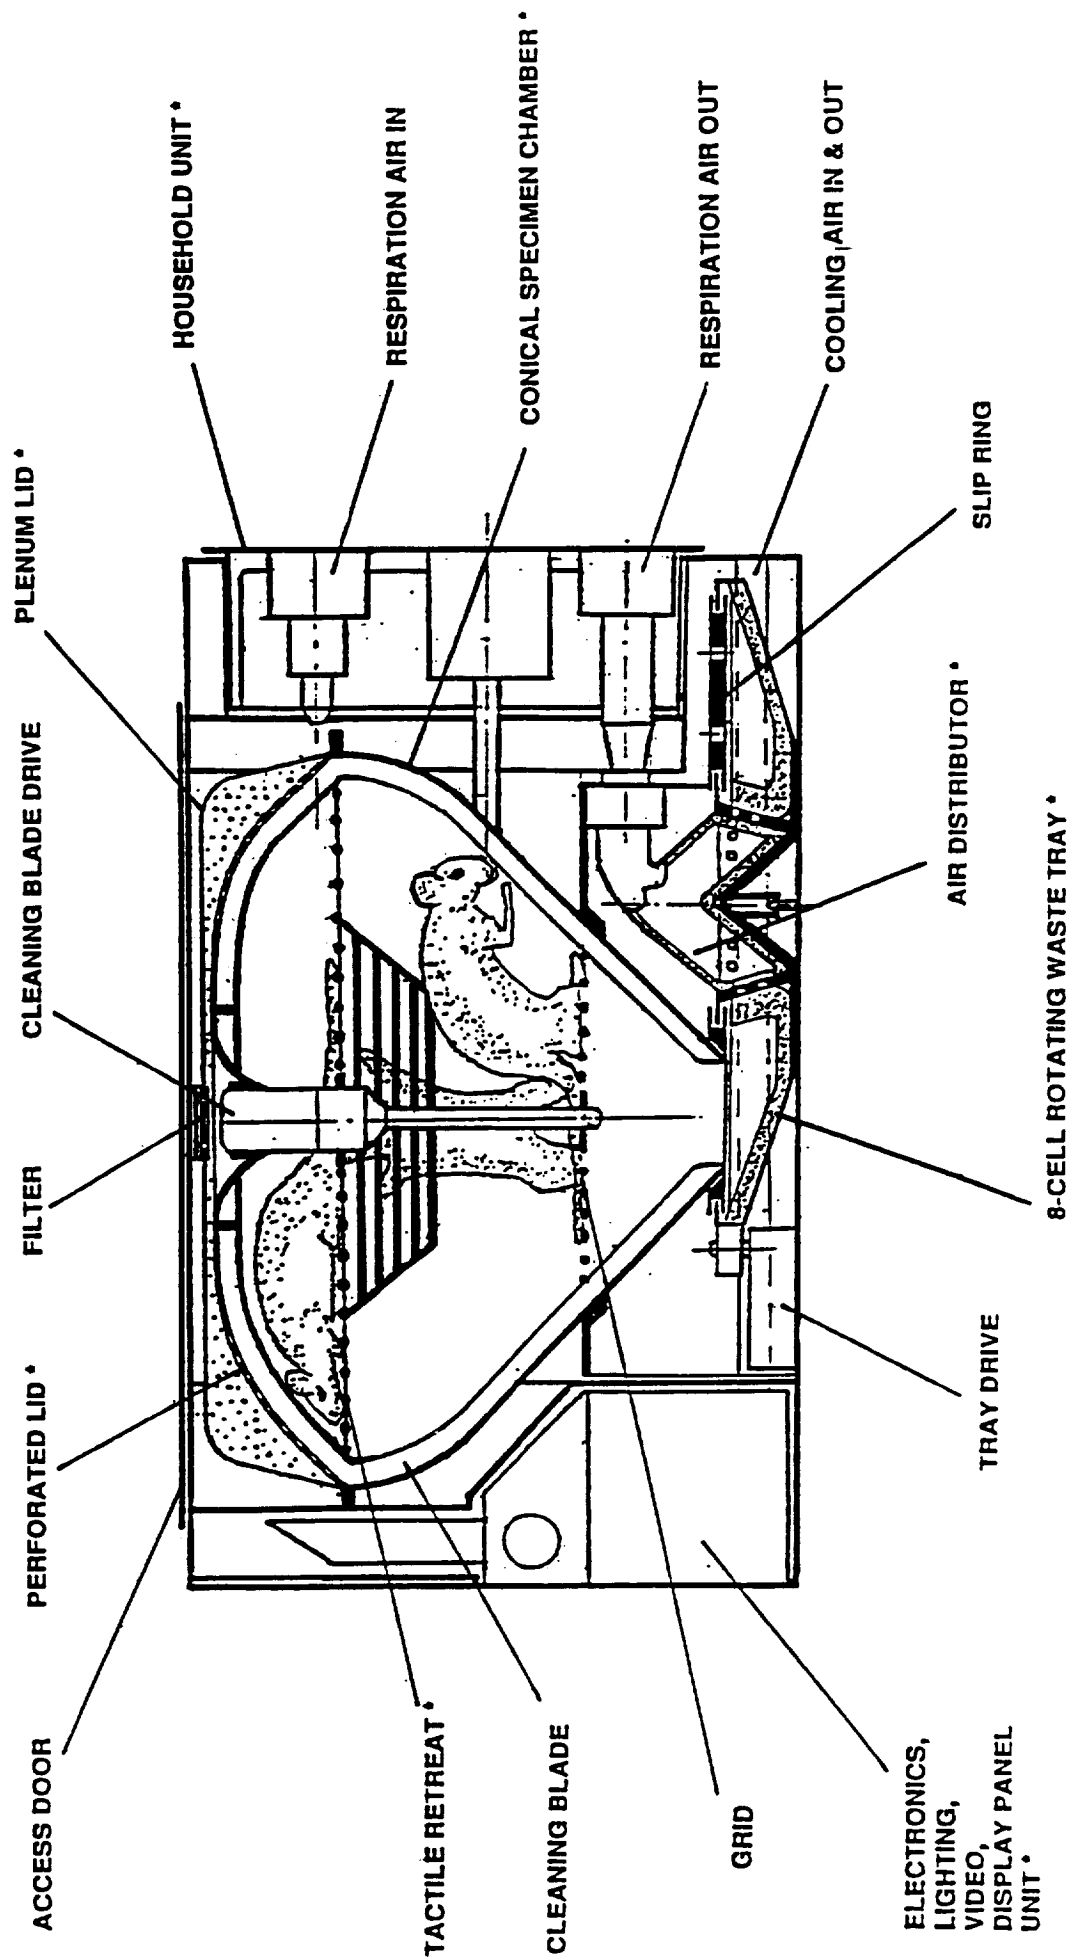 ACCESS DOOR
PERFORATED LID *
FILTER
CLEANING BLADE DRIVE
PLENUM LID *
HOUSEHOLD UNIT *
RESPIRATION AIR IN
CONICAL SPECIMEN CHAMBER *
RESPIRATION AIR OUT
COOLING AIR IN & OUT
SLIP RING
AIR DISTRIBUTOR *
8-CELL ROTATING WASTE TRAY *
TRAY DRIVE
TACTILE RETREAT *
CLEANING BLADE
GRID
ELECTRONICS,
LIGHTING,
VIDEO,
DISPLAY PANEL
UNIT *